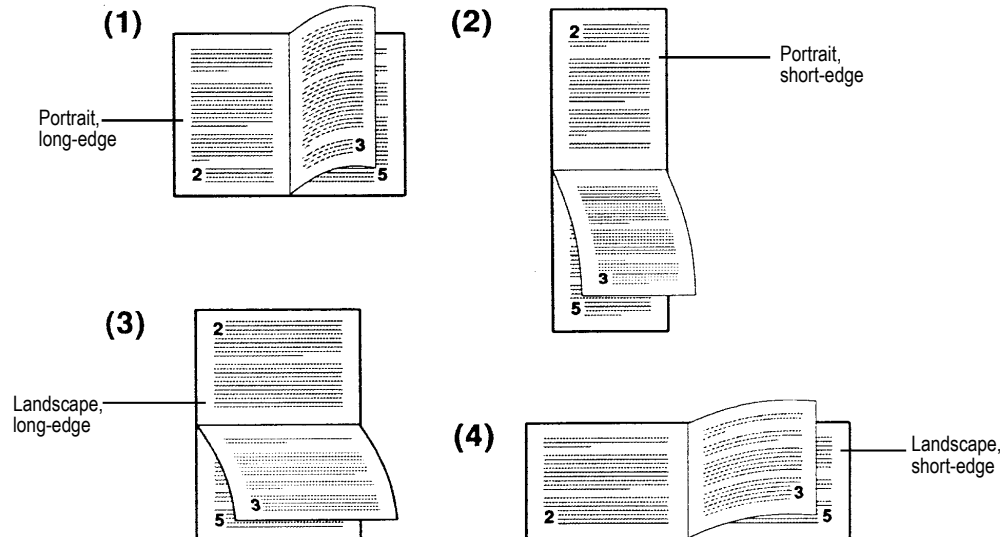 (1)
Portrait,
long-edge
2
3
5
(2)
Portrait,
short-edge
2
3
5
(3)
Landscape,
long-edge
2
3
5
(4)
Landscape,
short-edge
2
3
5